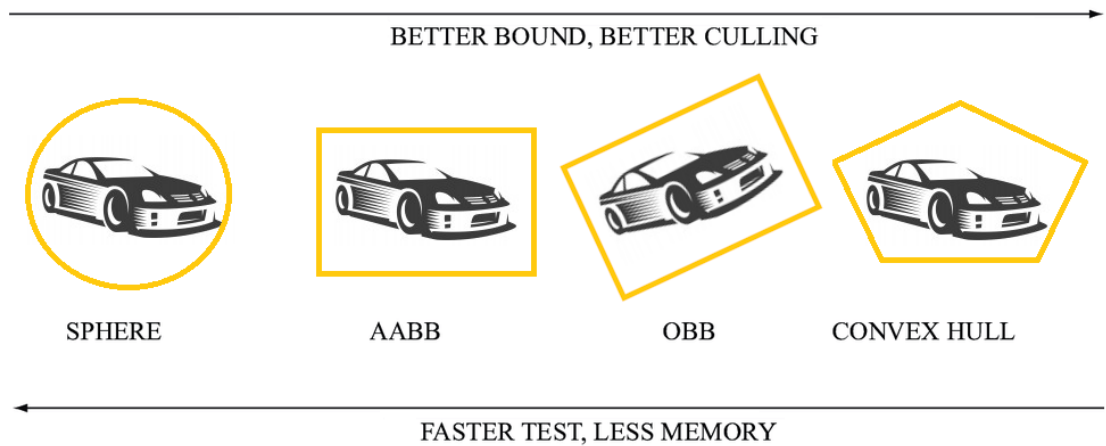 BETTER BOUND, BETTER CULLING
SPHERE
AABB
OBB
CONVEX HULL
FASTER TEST, LESS MEMORY